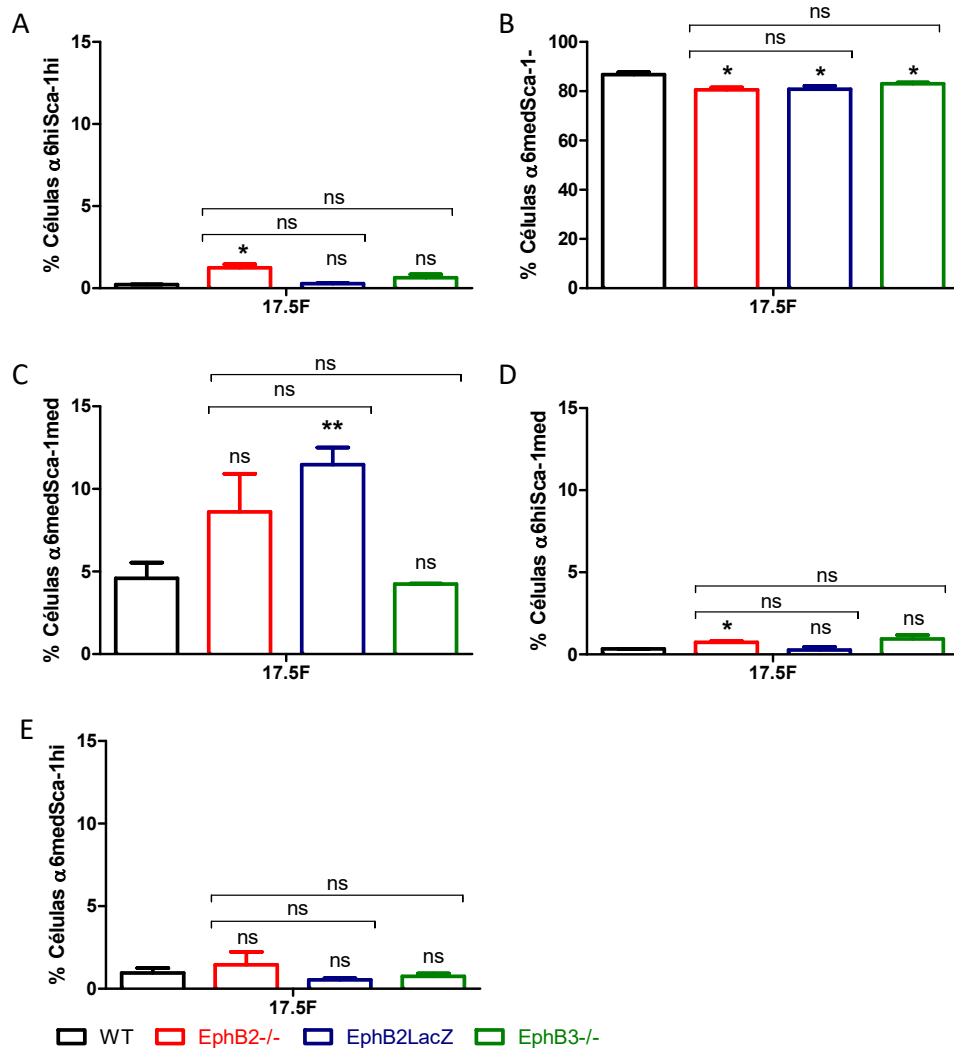 A
% Células α6hiSca-1hi
15
10
5
0
ns
ns
*
ns
ns
17.5F
B
% Células α6medSca-1-
100
80
60
40
20
0
ns
ns
*
*
*
17.5F
C
% Células α6medSca-1med
15
10
5
0
ns
ns
ns
**
ns
17.5F
D
% Células α6hiSca-1med
15
10
5
0
ns
ns
*
ns
ns
17.5F
E
% Células α6medSca-1hi
15
10
5
0
ns
ns
ns
ns
ns
17.5F
WT EphB2-/- EphB2LacZ EphB3-/-